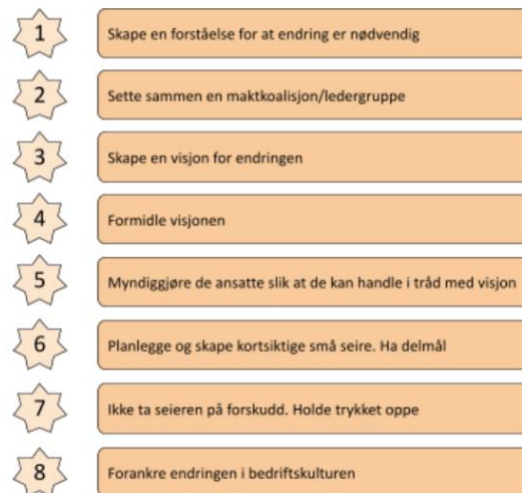 1 Skape en forståelse for at endring er nødvendig
2 Sette sammen en maktkoalisjon/ledergruppe
3 Skape en visjon for endringen
4 Formidle visjonen
5 Myndiggjøre de ansatte slik at de kan handle i tråd med visjon
6 Planlegge og skape kortsiktige små seire. Ha delmål
7 Ikke ta seieren på forskudd. Holde trykket oppe
8 Forankre endringen i bedriftskulturen